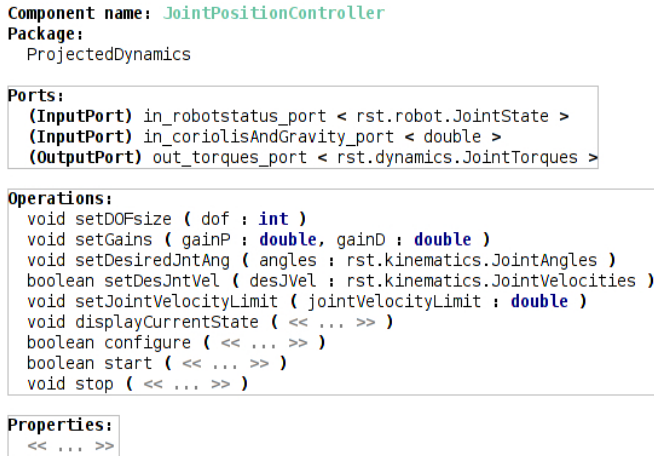 Component name: JointPositionController
Package:
ProjectedDynamics
Ports:
(InputPort) in_robotstatus_port < rst.robot.JointState >
(InputPort) in_coriolisAndGravity_port < double >
(OutputPort) out_torques_port < rst.dynamics.JointTorques >
Operations:
void setDOFsize ( dof : int )
void setGains ( gainP : double, gainD : double )
void setDesiredJntAng ( angles : rst.kinematics.JointAngles )
boolean setDesJntVel ( desJVel : rst.kinematics.JointVelocities )
void setJointVelocityLimit ( jointVelocityLimit : double )
void displayCurrentState ( << ... >> )
boolean configure ( << ... >> )
boolean start ( << ... >> )
void stop ( << ... >> )
Properties:
<< ... >>